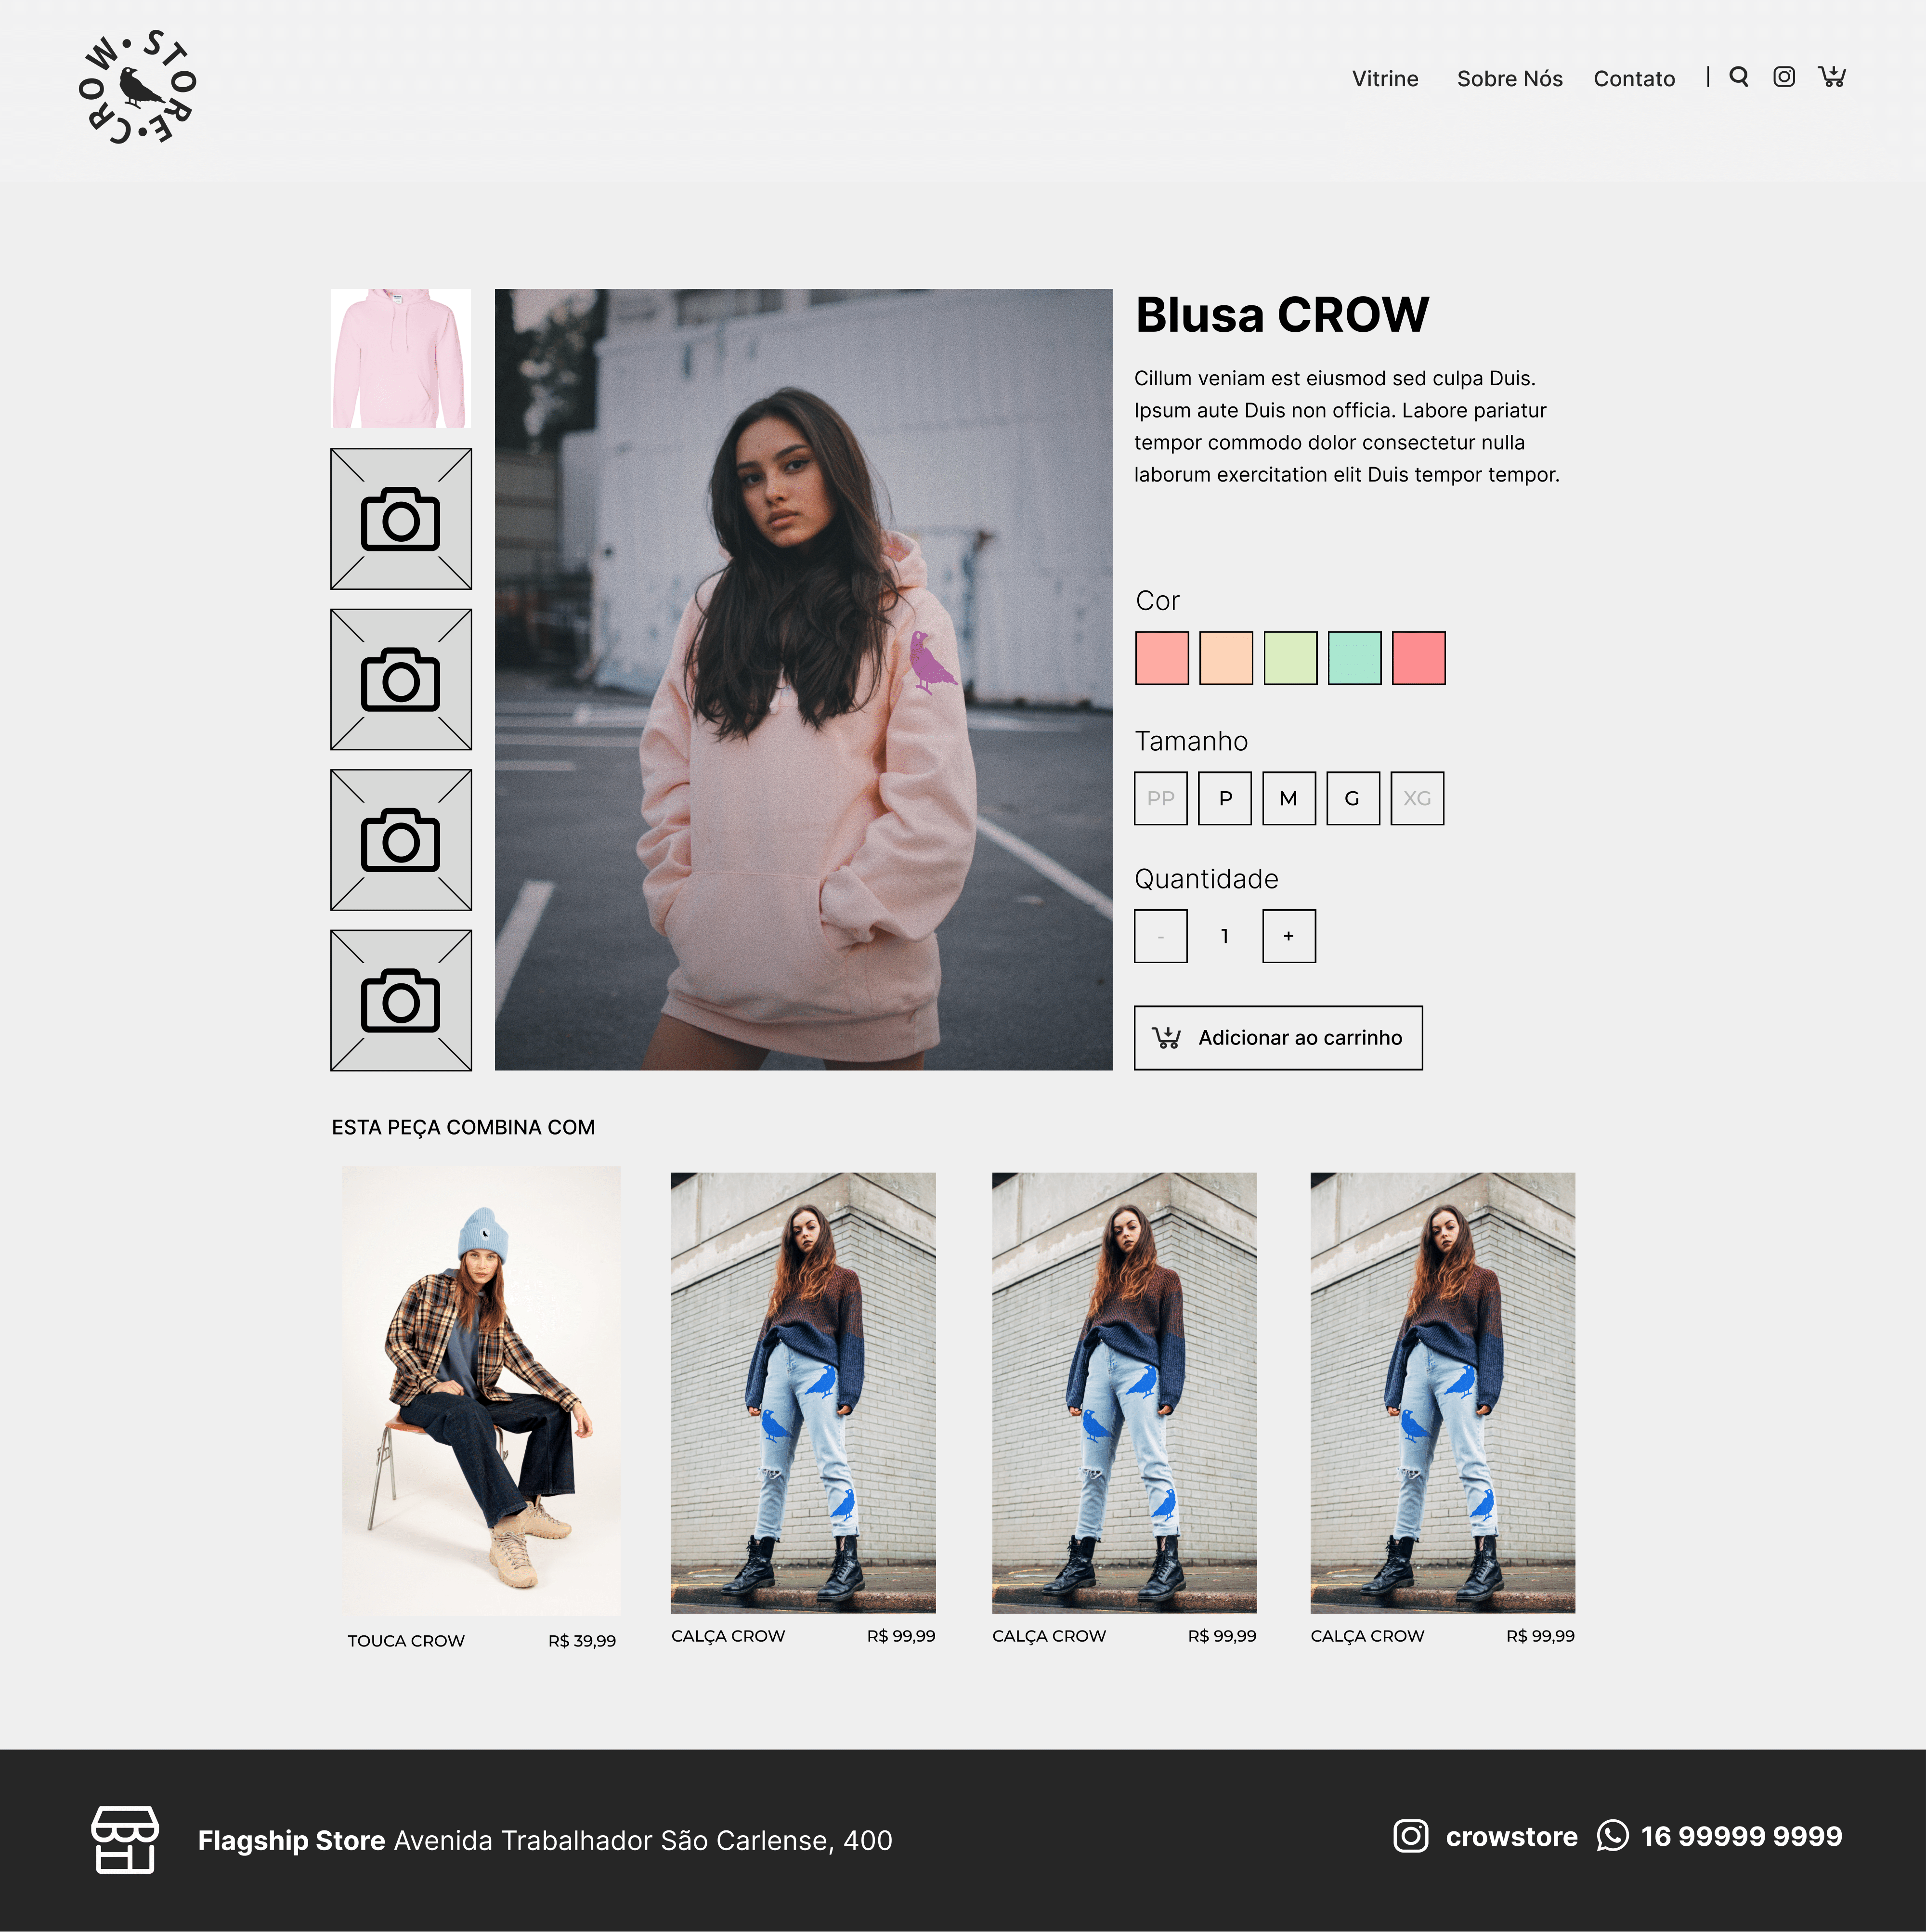 CROW • STORE •
Vitrine Sobre Nós Contato
Blusa CROW
Cillum veniam est eiusmod sed culpa Duis.
Ipsum aute Duis non officia. Labore pariatur
tempor commodo dolor consectetur nulla
laborum exercitation elit Duis tempor tempor.
Cor
Tamanho
PP P M G XG
Quantidade
- 1 +
Adicionar ao carrinho
ESTA PEÇA COMBINA COM
TOUCA CROW R$ 39,99
CALÇA CROW R$ 99,99
CALÇA CROW R$ 99,99
CALÇA CROW R$ 99,99
Flagship Store Avenida Trabalhador São Carlense, 400
crowstore 16 99999 9999